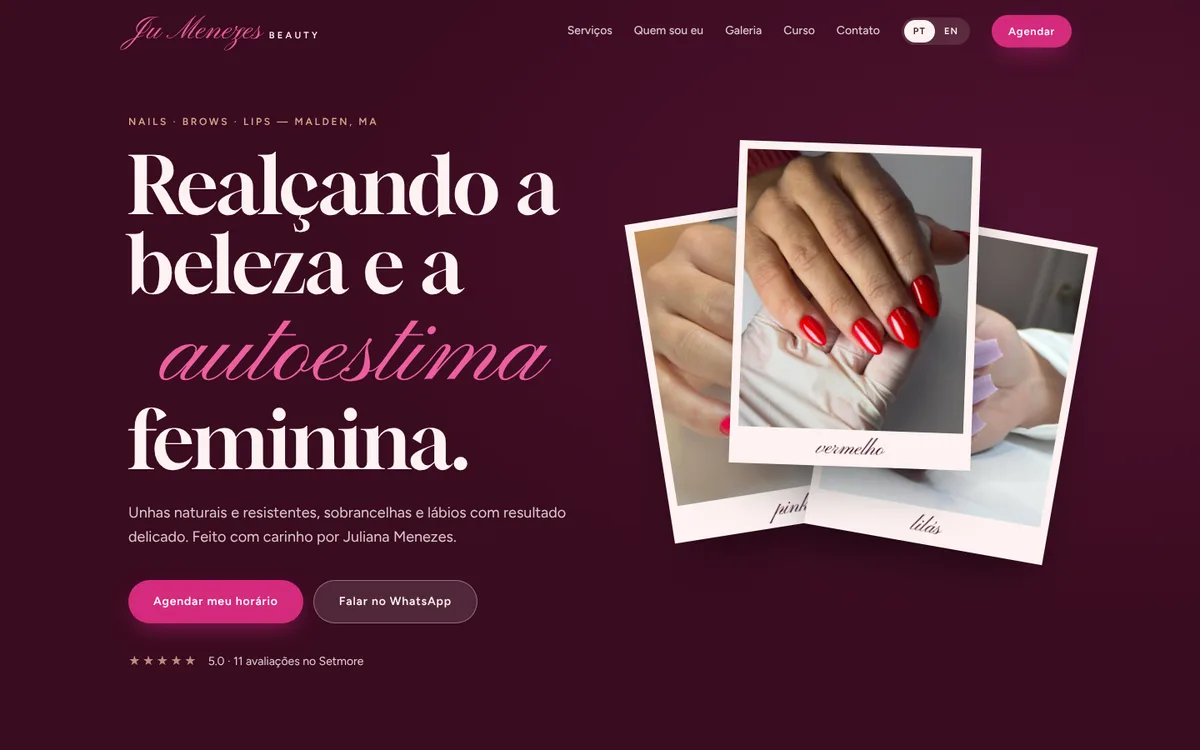 Ju Menezes BEAUTY
Serviços Quem sou eu Galeria Curso Contato PT EN Agendar
NAILS · BROWS · LIPS — MALDEN, MA
Realçando a
beleza e a
autoestima
feminina.
Unhas naturais e resistentes, sobrancelhas e lábios com resultado
delicado. Feito com carinho por Juliana Menezes.
Agendar meu horário Falar no WhatsApp
★★★★★ 5.0 · 11 avaliações no Setmore
vermelho
pink
lilás